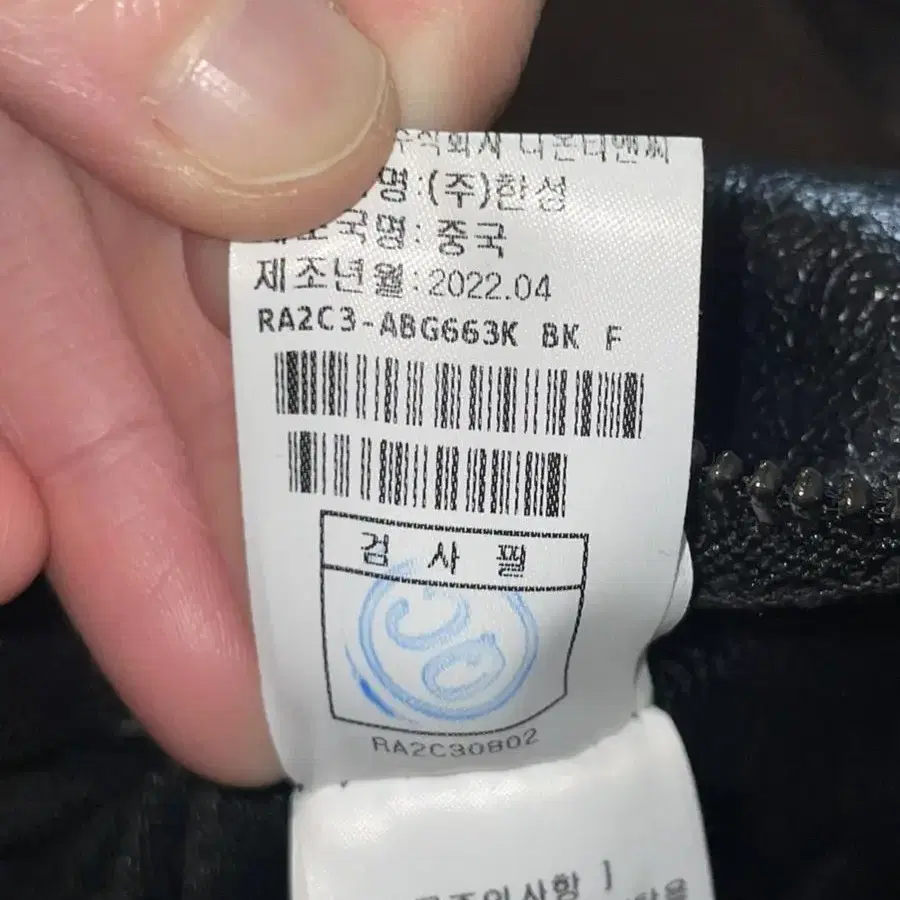 명:(주)한성
국명: 중국
제조년월:2022.04
RA2C3-ABG663K BK F
검 사 필
RA2C30802